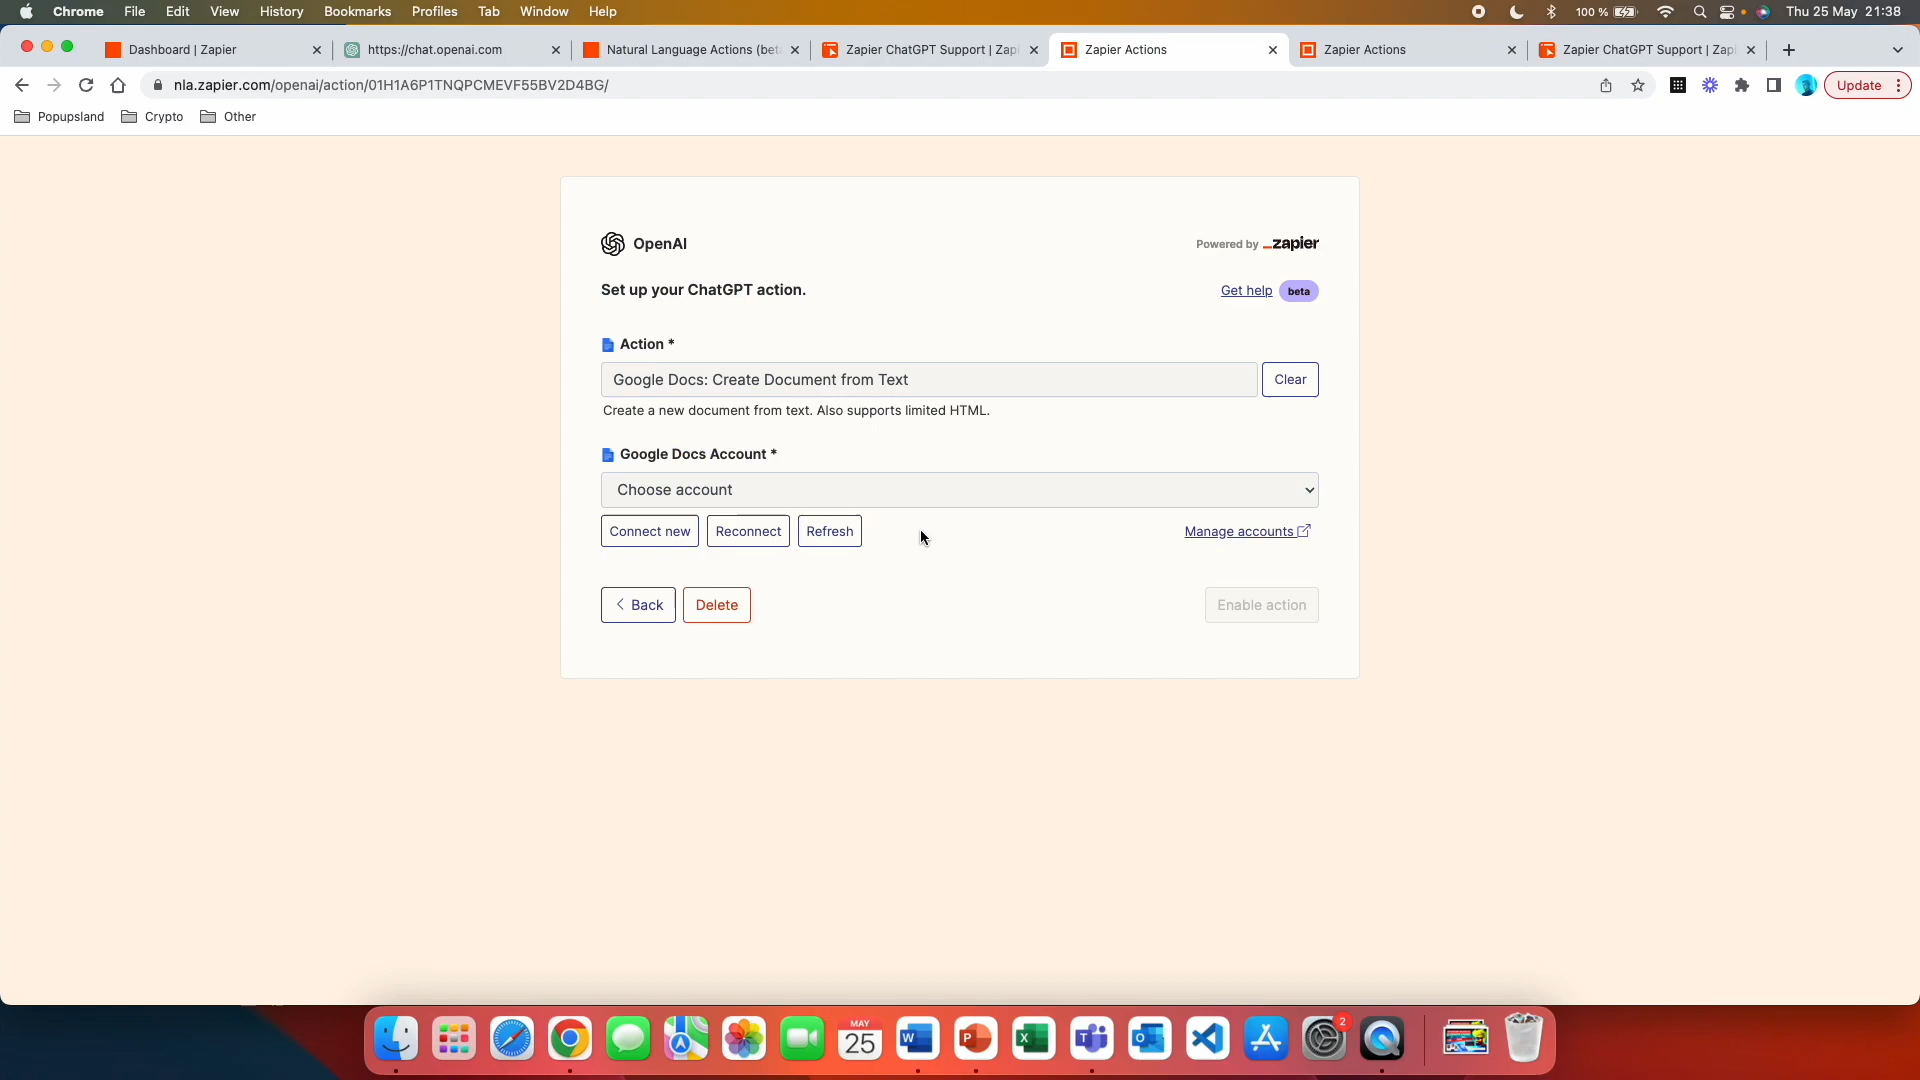 Chrome File Edit View History Bookmarks Profiles Tab Window Help 100 % Thu 25 May 21:38
Dashboard | Zapier https://chat.openai.com Natural Language Actions (bet Zapier ChatGPT Support | Zap Zapier Actions Zapier Actions Zapier ChatGPT Support | Zap
nla.zapier.com/openai/action/01H1A6P1TNQPCMEVF55BV2D4BG/ Update
Popupsland Crypto Other
OpenAI Powered by zapier
Set up your ChatGPT action. Get help beta
Action *
Google Docs: Create Document from Text Clear
Create a new document from text. Also supports limited HTML.
Google Docs Account *
Choose account
Connect new Reconnect Refresh Manage accounts
Back Delete Enable action
MAY
25
2